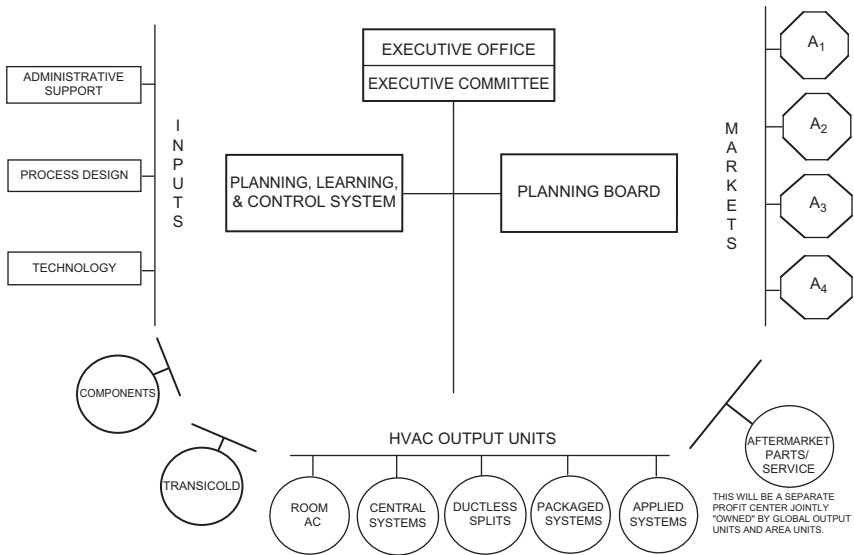 EXECUTIVE OFFICE
EXECUTIVE COMMITTEE
ADMINISTRATIVE
SUPPORT
PROCESS DESIGN
TECHNOLOGY
INPUTS
PLANNING, LEARNING,
& CONTROL SYSTEM
PLANNING BOARD
MARKETS
A1
A2
A3
A4
COMPONENTS
TRANSICOLD
HVAC OUTPUT UNITS
ROOM
AC
CENTRAL
SYSTEMS
DUCTLESS
SPLITS
PACKAGED
SYSTEMS
APPLIED
SYSTEMS
AFTERMARKET
PARTS/
SERVICE
THIS WILL BE A SEPARATE
PROFIT CENTER JOINTLY
"OWNED" BY GLOBAL OUTPUT
UNITS AND AREA UNITS.